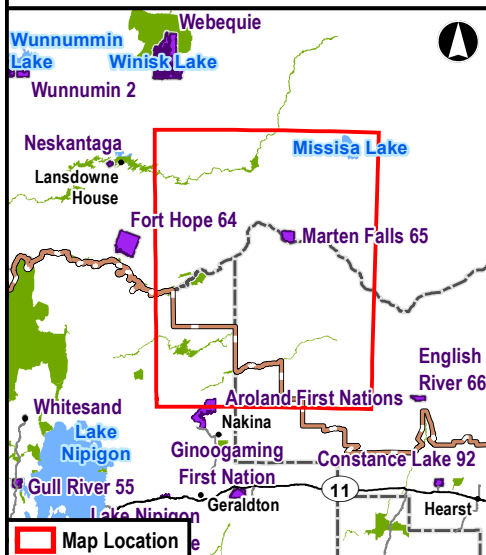 Webequie
Wunnummin
Lake
Winisk Lake
Wunnumin 2
Neskantaga
Missisa Lake
Lansdowne
House
Fort Hope 64
Marten Falls 65
English
River 66
Aroland First Nations
Whitesand
Nakina
Lake
Nipigon
Ginoogaming
First Nation
Constance Lake 92
Gull River 55
11
Lake Nipigon
Geraldton
Hearst
Map Location